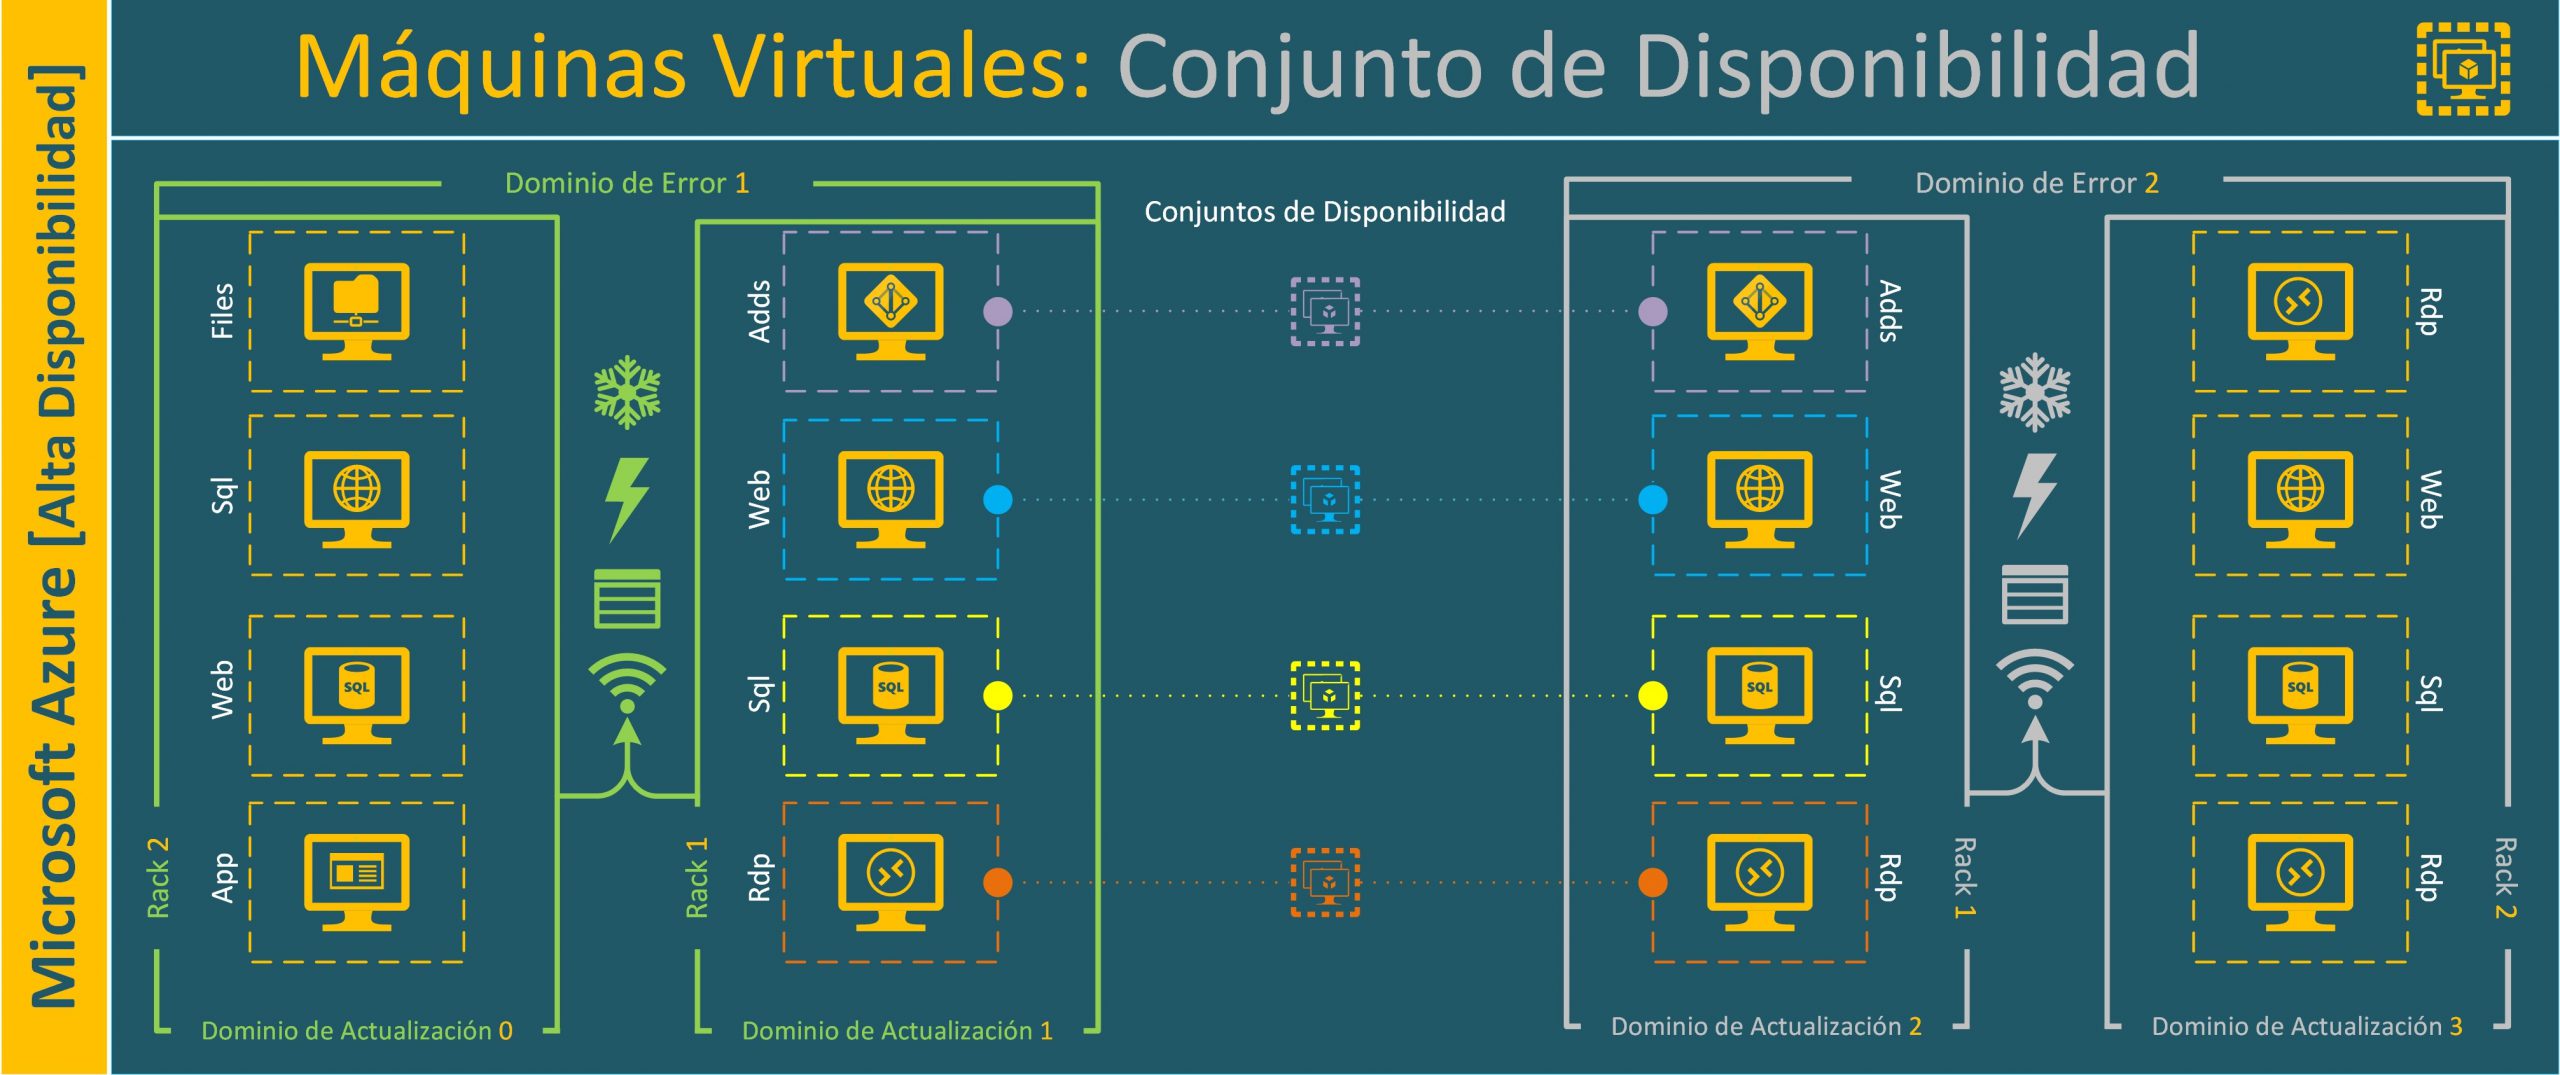 Microsoft Azure [Alta Disponibilidad]
Máquinas Virtuales: Conjunto de Disponibilidad
Dominio de Error 1
Files
Sql
Web
SQL
App
Rack 2
Dominio de Actualización 0
Adds
Web
Sql
SQL
Rdp
Rack 1
Dominio de Actualización 1
Conjuntos de Disponibilidad
Dominio de Error 2
Adds
Web
Sql
SQL
Rdp
Rack 1
Dominio de Actualización 2
Rdp
Web
Sql
SQL
Rdp
Rack 2
Dominio de Actualización 3